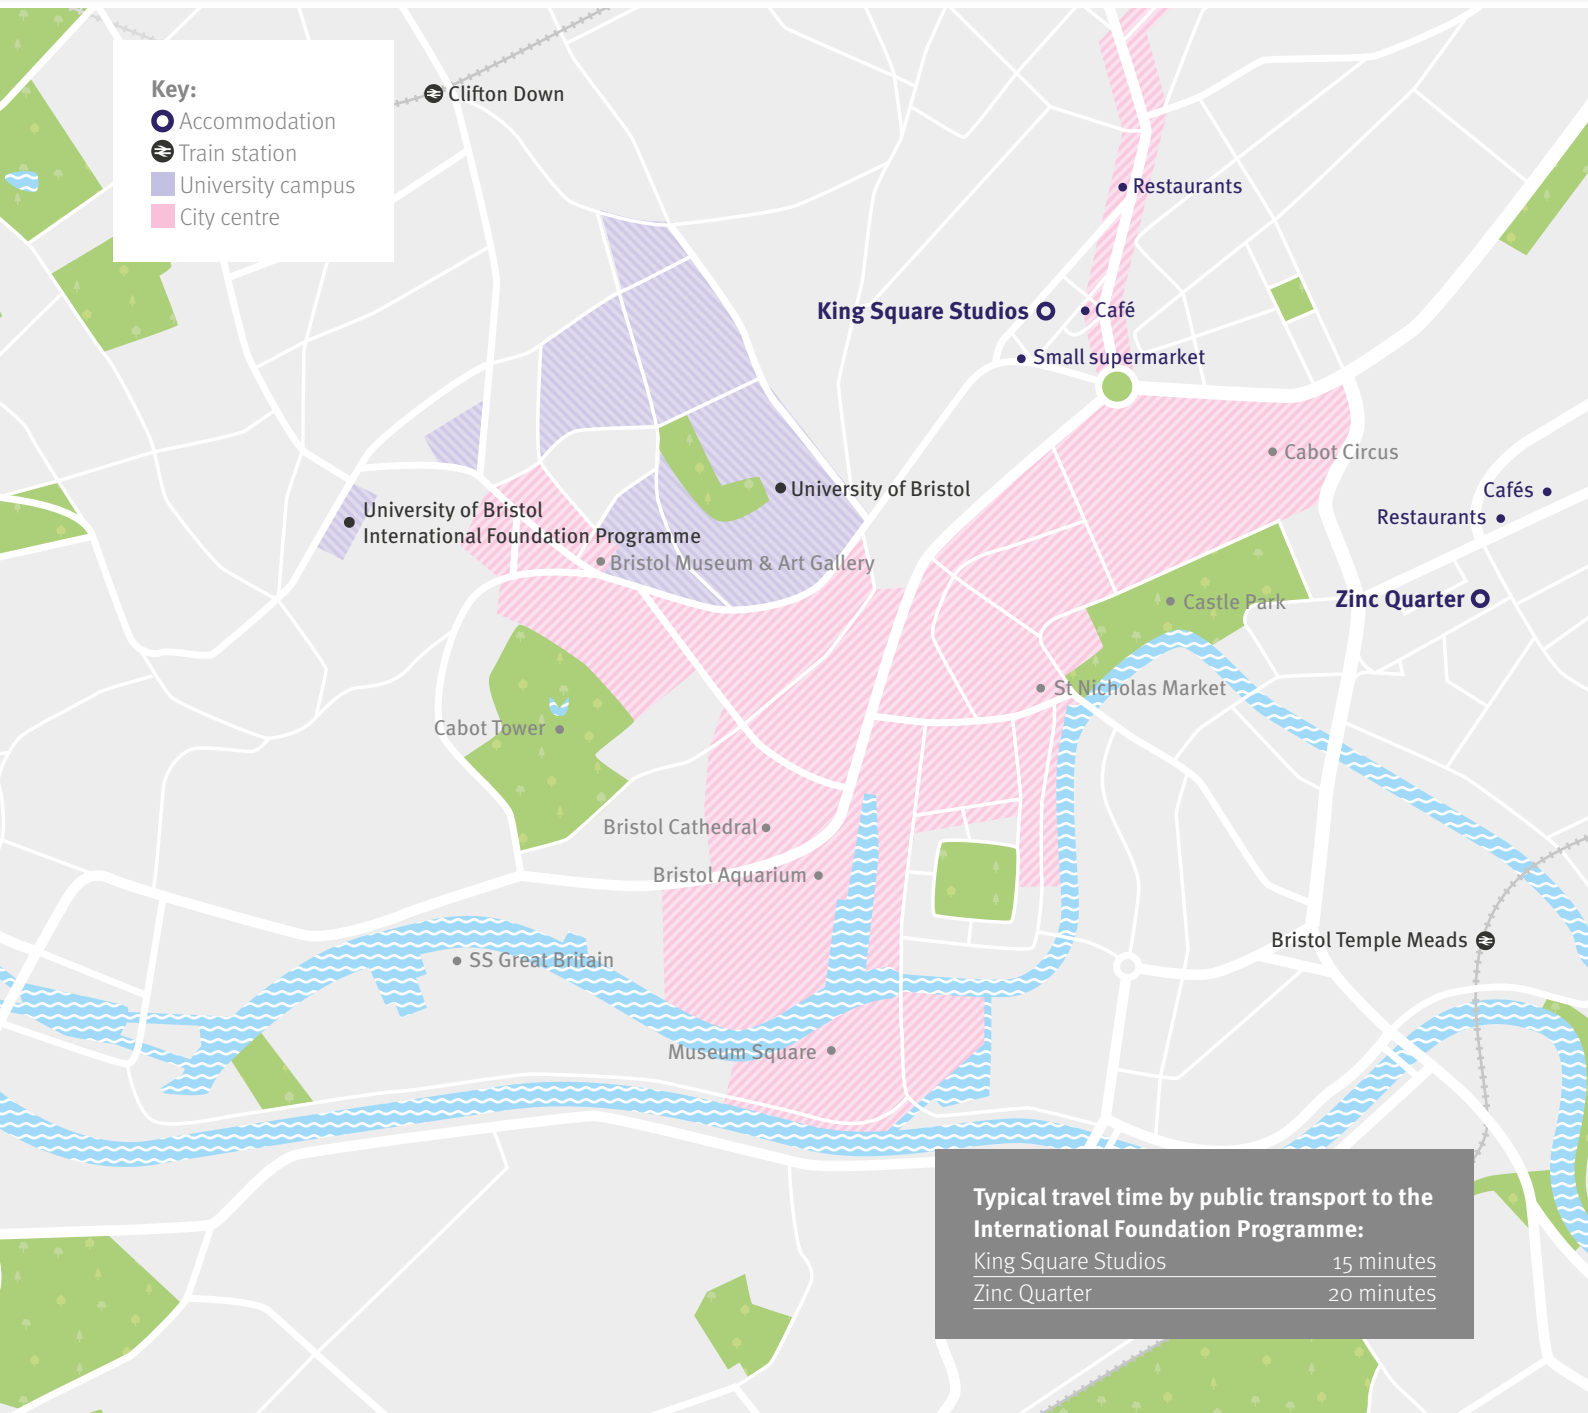 Key:
Accommodation
Train station
University campus
City centre
Clifton Down
Restaurants
King Square Studios
Café
Small supermarket
Cabot Circus
University of Bristol
Cafés
Restaurants
University of Bristol
International Foundation Programme
Bristol Museum & Art Gallery
Castle Park
Zinc Quarter
St Nicholas Market
Cabot Tower
Bristol Cathedral
Bristol Aquarium
Bristol Temple Meads
SS Great Britain
Museum Square
Typical travel time by public transport to the
International Foundation Programme:
King Square Studios 15 minutes
Zinc Quarter 20 minutes